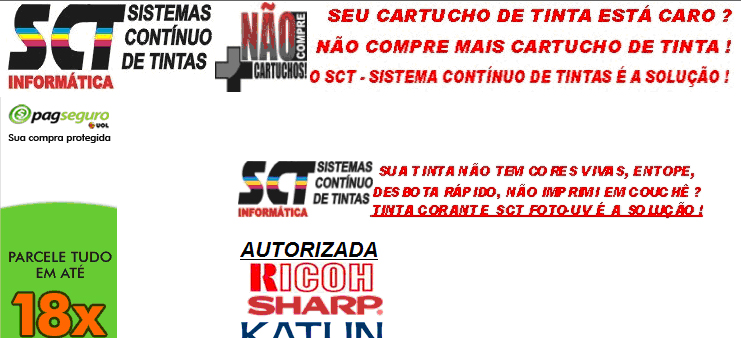 SCT
INFORMÁTICA
SISTEMAS
CONTÍNUO
DE TINTAS
NÃO
COMPRE
CARTUCHOS!
SEU CARTUCHO DE TINTA ESTÁ CARO ?
NÃO COMPRE MAIS CARTUCHO DE TINTA !
O SCT - SISTEMA CONTÍNUO DE TINTAS É A SOLUÇÃO !
pagseguro
UOL
Sua compra protegida
SCT
INFORMÁTICA
SISTEMAS
CONTÍNUO
DE TINTAS
SUA TINTA NÃO TEM CORES VIVAS, ENTOPE,
DESBOTA RÁPIDO, NÃO IMPRIMI EM COUCHÊ ?
TINTA CORANTE SCT FOTO-UV É A SOLUÇÃO !
PARCELE TUDO
EM ATÉ
18x
AUTORIZADA
RICOH
SHARP
KATUN